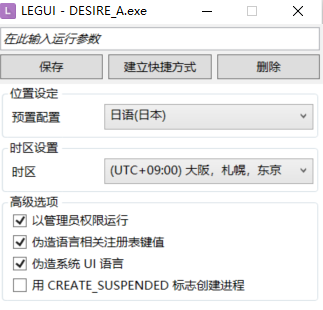 L LEGUI - DESIRE_A.exe
在此输入运行参数
保存 建立快捷方式 删除
位置设定
预置配置 日语(日本)
时区设置
时区 (UTC+09:00) 大阪，札幌，东京
高级选项
以管理员权限运行
伪造语言相关注册表键值
伪造系统 UI 语言
用 CREATE_SUSPENDED 标志创建进程